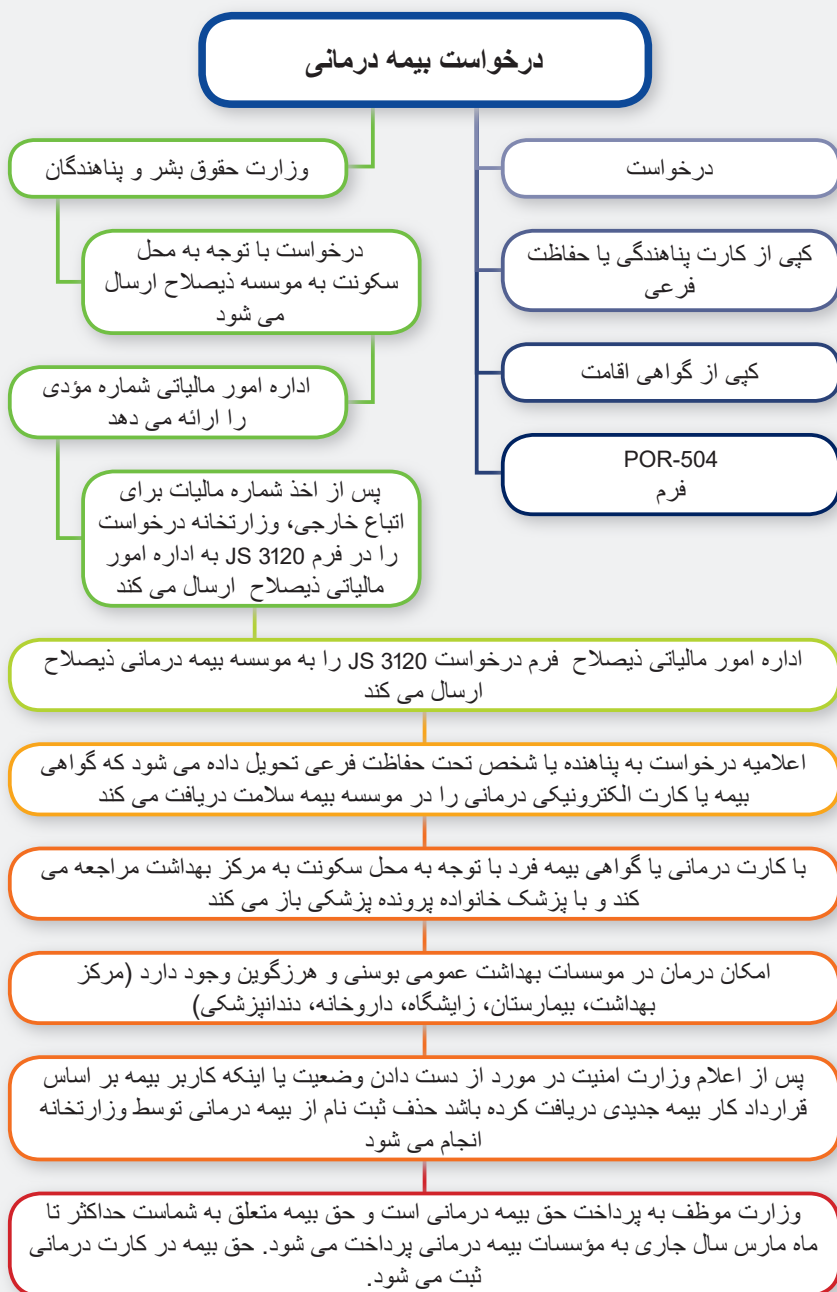 درخواست بیمه درمانی
درخواست
کپی از کارت پناهندگی یا حفاظت
فرعی
کپی از گواهی اقامت
POR-504
فرم
وزارت حقوق بشر و پناهندگان
درخواست با توجه به محل
سکونت به موسسه ذیصلاح ارسال
می شود
اداره امور مالیاتی شماره مؤدی
را ارائه می دهد
پس از اخذ شماره مالیات برای
اتباع خارجی، وزارتخانه درخواست
را در فرم JS 3120 به اداره امور
مالیاتی ذیصلاح ارسال می کند
اداره امور مالیاتی ذیصلاح فرم درخواست JS 3120 را به موسسه بیمه درمانی ذیصلاح
ارسال می کند
اعلامیه درخواست به پناهنده یا شخص تحت حفاظت فرعی تحویل داده می شود که گواهی
بیمه یا کارت الکترونیکی درمانی را در موسسه بیمه سلامت دریافت می کند
با کارت درمانی یا گواهی بیمه فرد با توجه به محل سکونت به مرکز بهداشت مراجعه می
کند و با پزشک خانواده پرونده پزشکی باز می کند
امکان درمان در موسسات بهداشت عمومی بوسنی و هرزگوین وجود دارد (مرکز
بهداشت، بیمارستان، زایشگاه، داروخانه، دندانپزشکی)
پس از اعلام وزارت امنیت در مورد از دست دادن وضعیت یا اینکه کاربر بیمه بر اساس
قرارداد کار بیمه جدیدی دریافت کرده باشد حذف ثبت نام از بیمه درمانی توسط وزارتخانه
انجام می شود
وزارت موظف به پرداخت حق بیمه درمانی است و حق بیمه متعلق به شماست حداکثر تا
ماه مارس سال جاری به مؤسسات بیمه درمانی پرداخت می شود. حق بیمه در کارت درمانی
ثبت می شود.